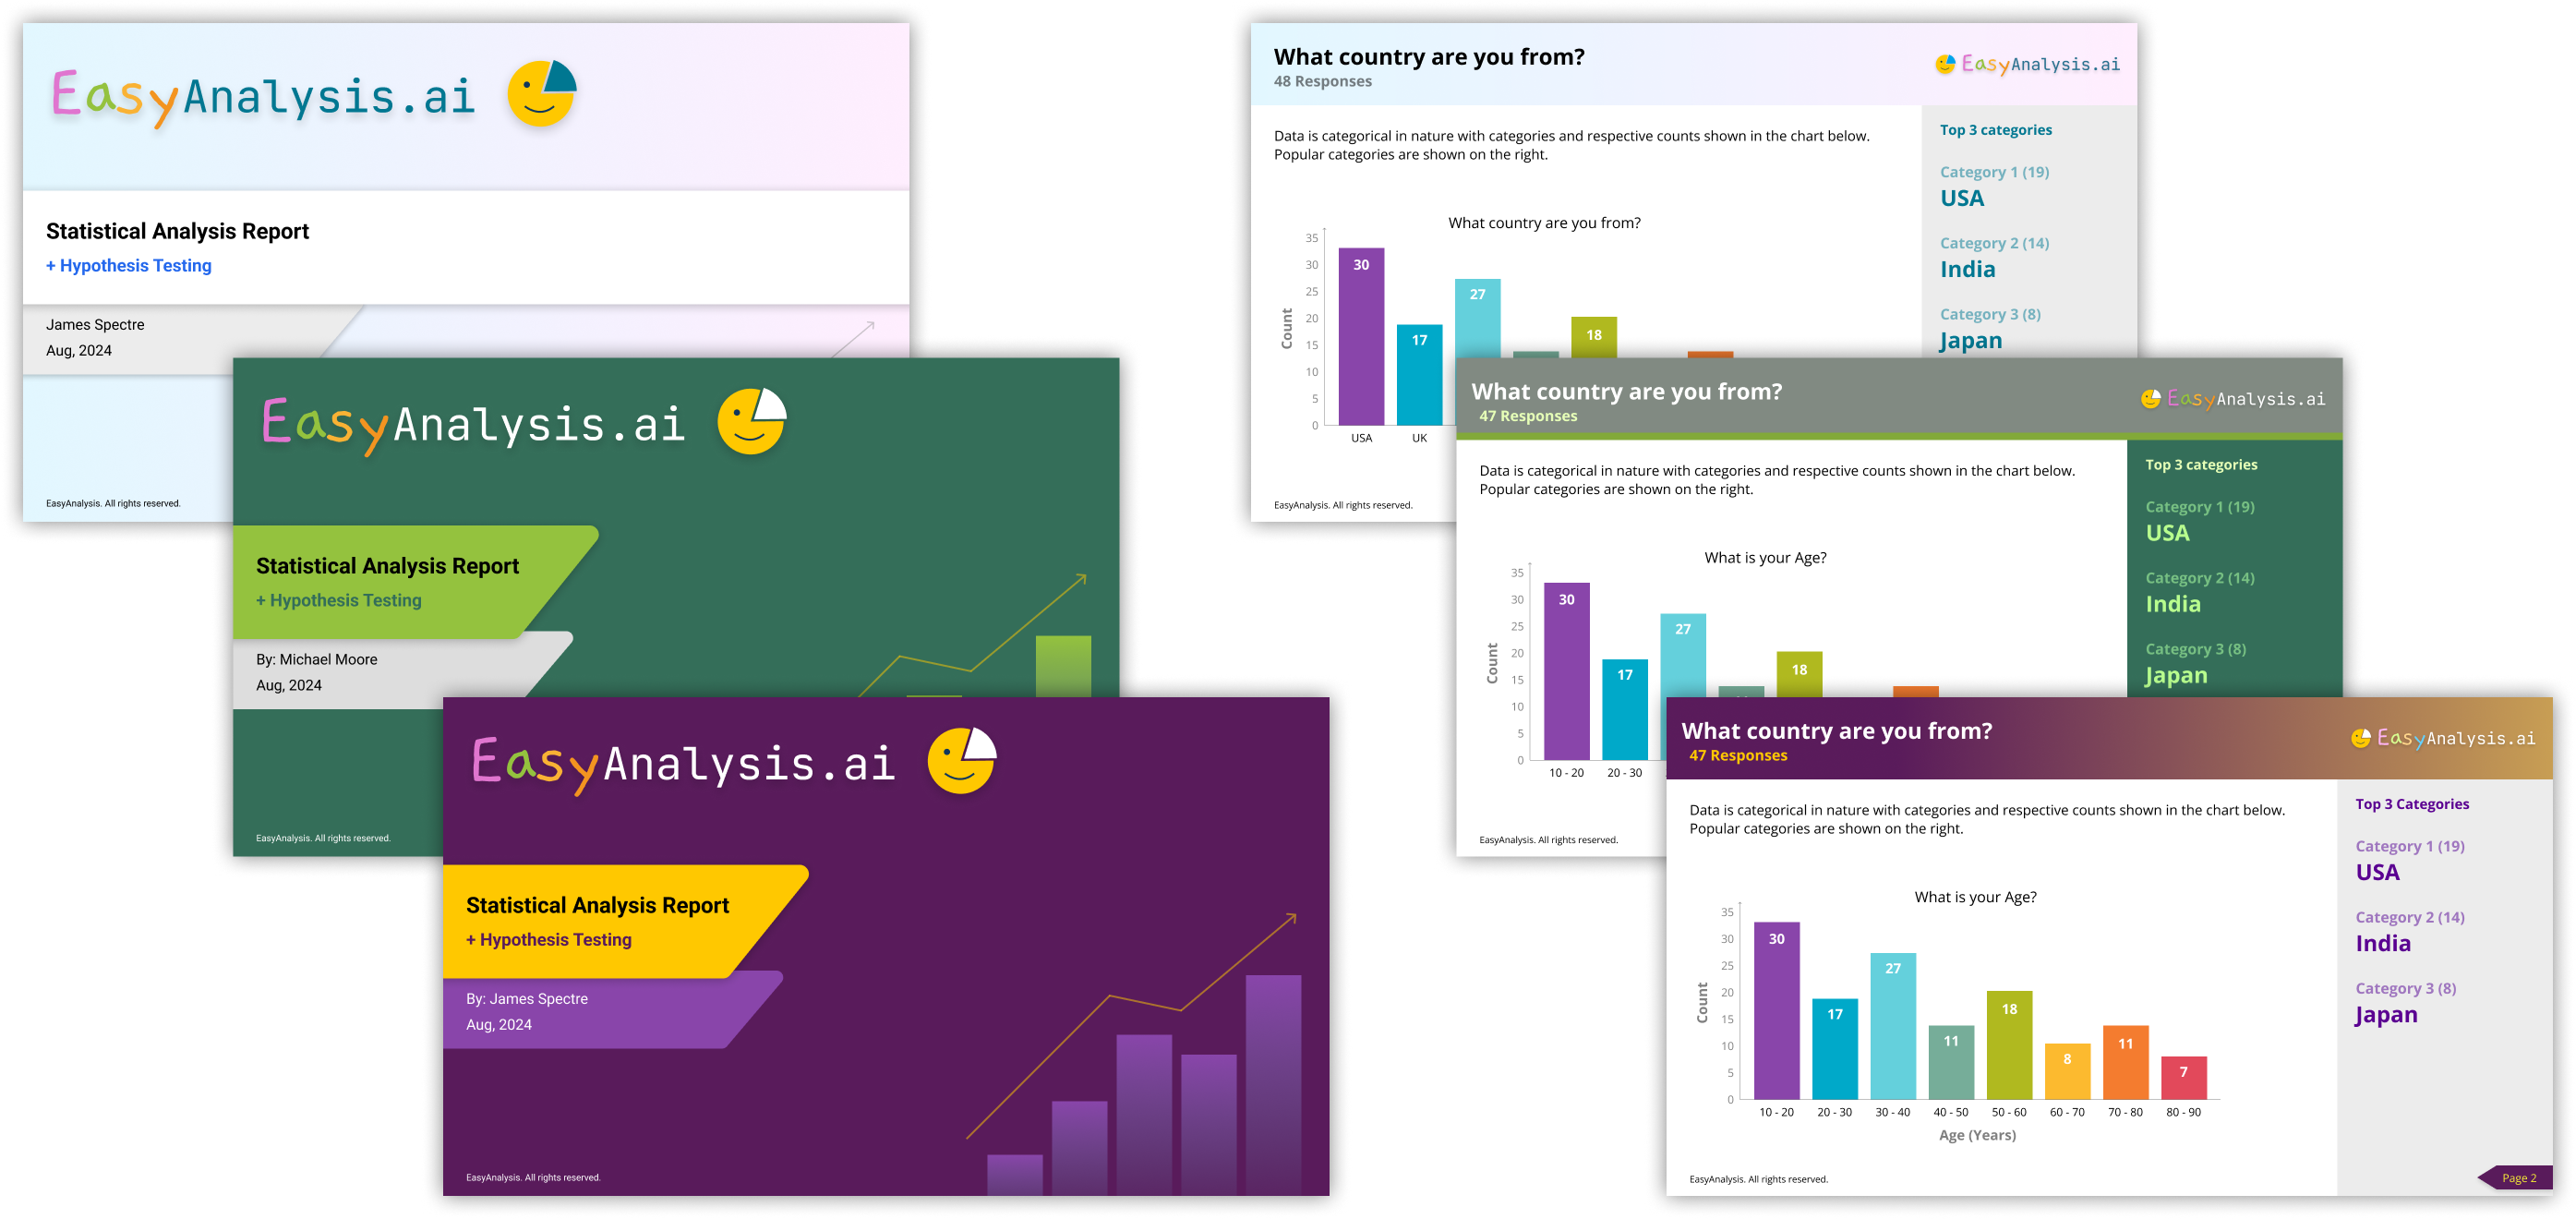 EasyAnalysis.ai
Statistical Analysis Report
+ Hypothesis Testing
James Spectre
Aug, 2024
EasyAnalysis. All rights reserved.
EasyAnalysis.ai
Statistical Analysis Report
+ Hypothesis Testing
By: Michael Moore
Aug, 2024
EasyAnalysis. All rights reserved.
EasyAnalysis.ai
Statistical Analysis Report
+ Hypothesis Testing
By: James Spectre
Aug, 2024
EasyAnalysis. All rights reserved.
What country are you from?
48 Responses
EasyAnalysis.ai
Data is categorical in nature with categories and respective counts shown in the chart below.
Popular categories are shown on the right.
Top 3 categories
Category 1 (19)
USA
Category 2 (14)
India
Category 3 (8)
Japan
What country are you from?
Count
35
30
25
20
15
10
5
0
30
17
27
18
USA
UK
EasyAnalysis. All rights reserved.
What country are you from?
47 Responses
EasyAnalysis.ai
Data is categorical in nature with categories and respective counts shown in the chart below.
Popular categories are shown on the right.
Top 3 categories
Category 1 (19)
USA
Category 2 (14)
India
Category 3 (8)
Japan
What is your Age?
Count
35
30
25
20
15
10
5
0
30
17
27
18
10 - 20
20 - 30
EasyAnalysis. All rights reserved.
What country are you from?
47 Responses
EasyAnalysis.ai
Data is categorical in nature with categories and respective counts shown in the chart below.
Popular categories are shown on the right.
Top 3 Categories
Category 1 (19)
USA
Category 2 (14)
India
Category 3 (8)
Japan
What is your Age?
Count
35
30
25
20
15
10
5
0
30
17
27
11
18
8
11
7
10 - 20
20 - 30
30 - 40
40 - 50
50 - 60
60 - 70
70 - 80
80 - 90
Age (Years)
EasyAnalysis. All rights reserved.
Page 2